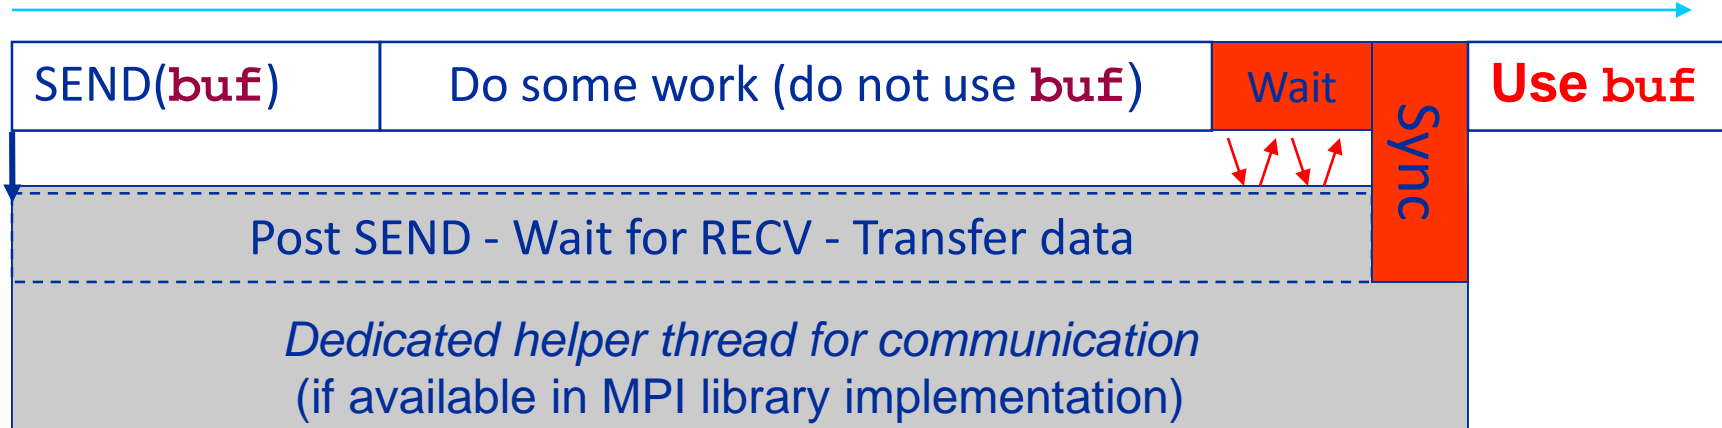 SEND(buf) Do some work (do not use buf) Wait Sync Use buf
Post SEND - Wait for RECV - Transfer data
Dedicated helper thread for communication
(if available in MPI library implementation)